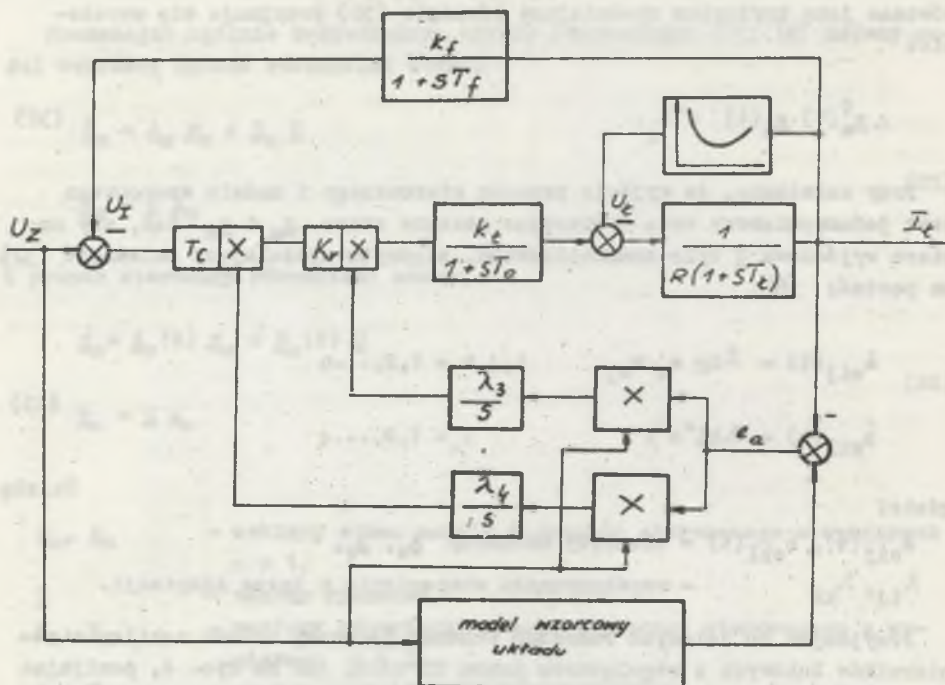 k_f
1+sT_f
U_I
U_z
T_c X
K_r X
k_t
1+sT_o
U_t
1
R(1+sT_t)
I_t
λ_3
s
X
e_a
λ_4
s
X
model wzorcowy
układu